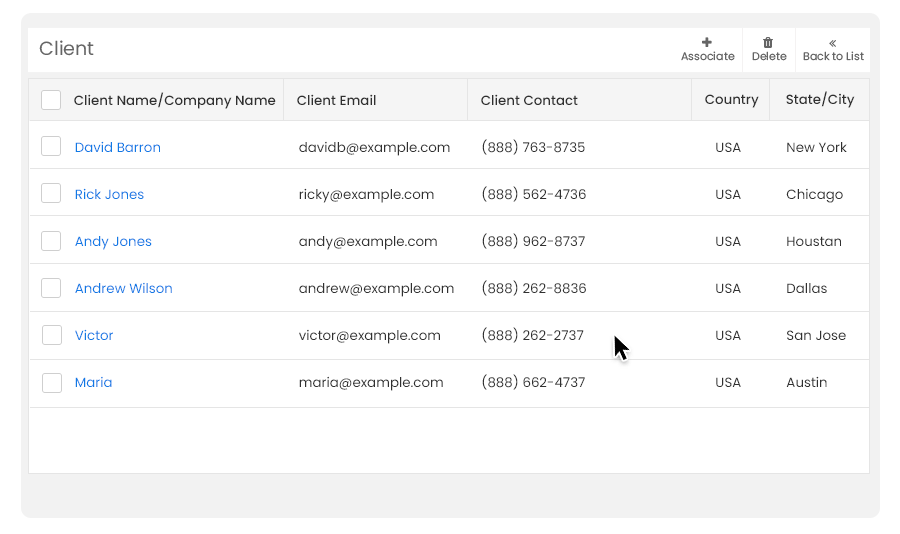 Client
Associate Delete Back to List
Client Name/Company Name Client Email Client Contact Country State/City
David Barron davidb@example.com (888) 763-8735 USA New York
Rick Jones ricky@example.com (888) 562-4736 USA Chicago
Andy Jones andy@example.com (888) 962-8737 USA Houstan
Andrew Wilson andrew@example.com (888) 262-8836 USA Dallas
Victor victor@example.com (888) 262-2737 USA San Jose
Maria maria@example.com (888) 662-4737 USA Austin